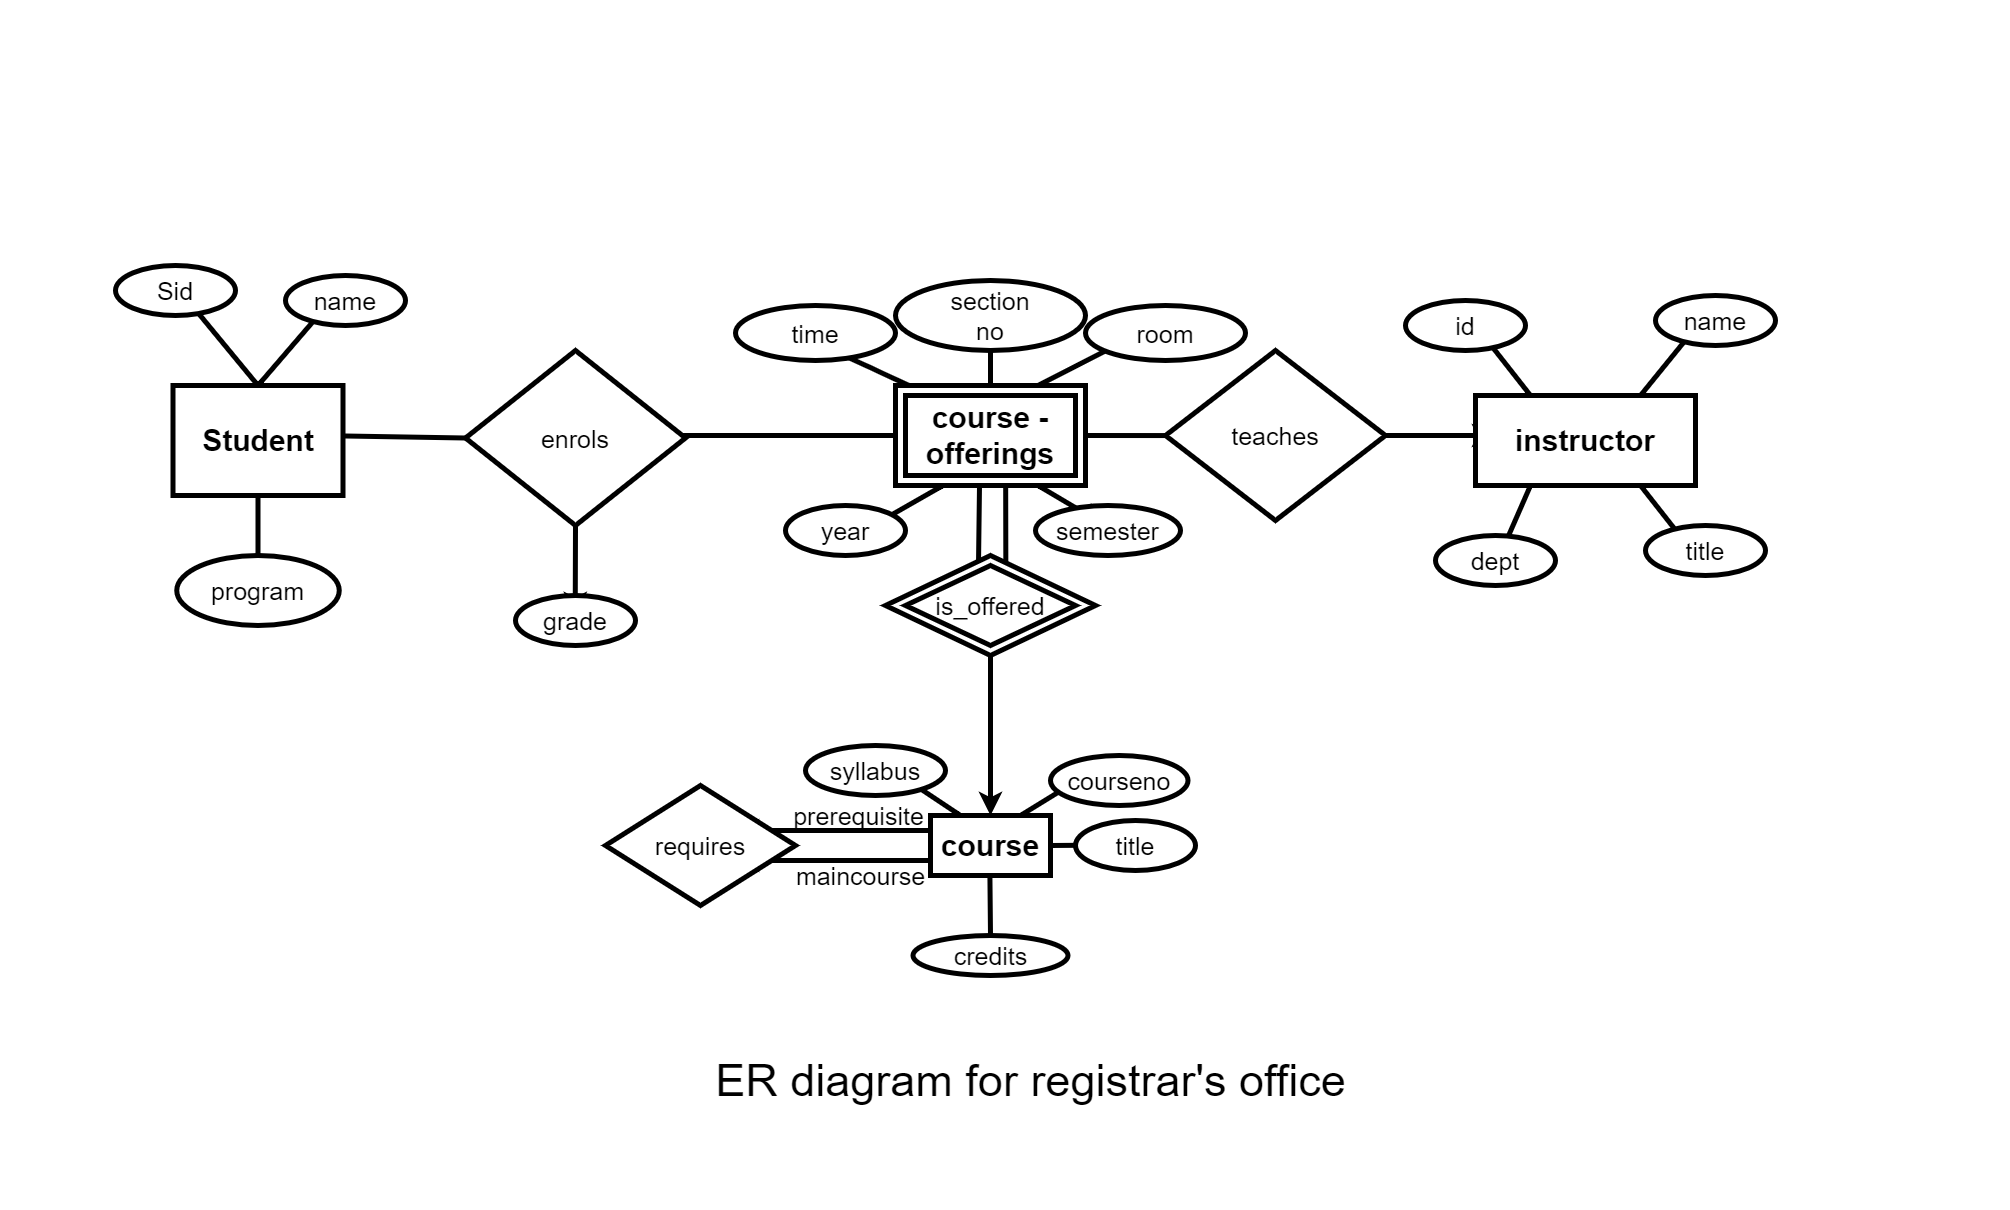 Sid
name
section
no
time
room
id
name
Student
enrols
course -
offerings
teaches
instructor
year
semester
dept
title
program
grade
is_offered
syllabus
courseno
prerequisite
requires
course
title
maincourse
credits
ER diagram for registrar's office